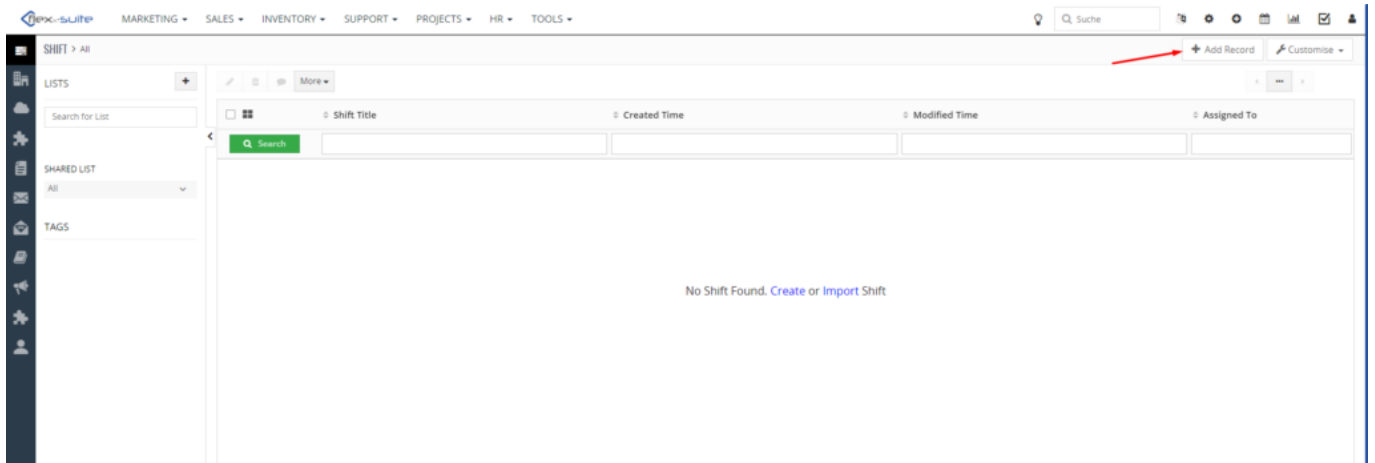 flex-suite MARKETING SALES INVENTORY SUPPORT PROJECTS HR TOOLS Suche
SHIFT > All + Add Record Customise
LISTS + More ...
Search for List Shift Title Created Time Modified Time Assigned To
Search
SHARED LIST
All
TAGS
No Shift Found. Create or Import Shift